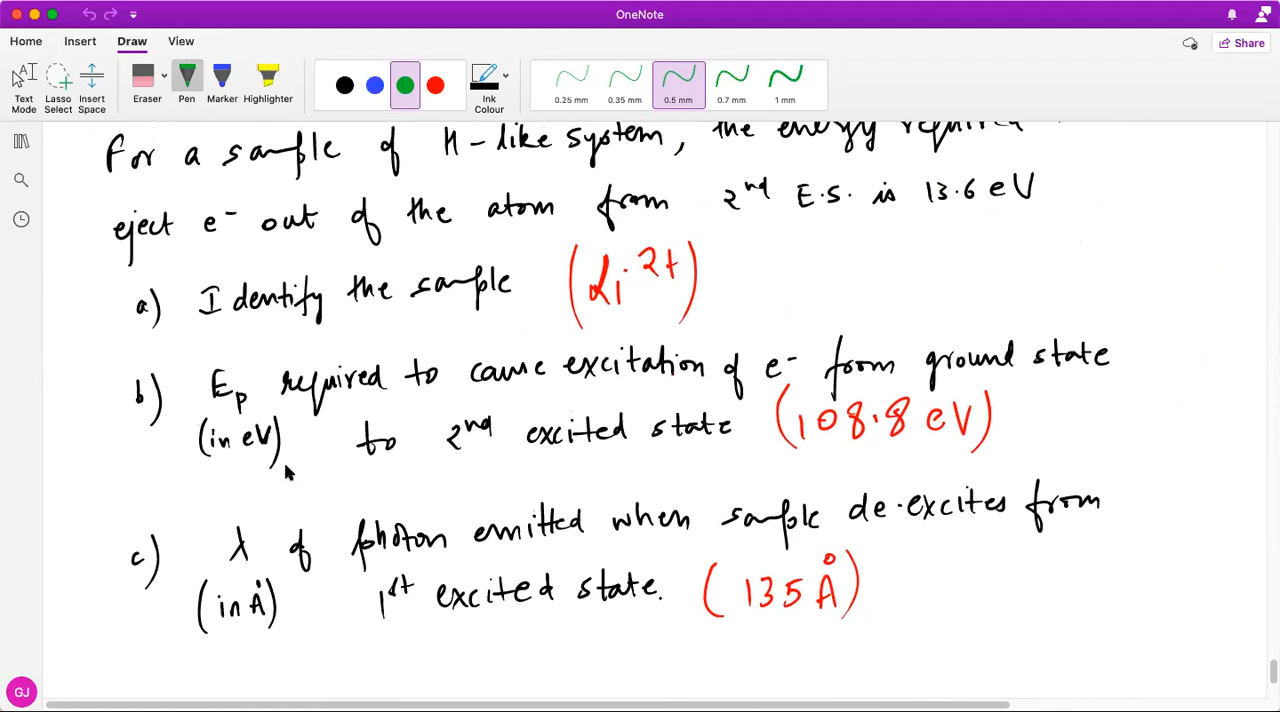 OneNote
Home Insert Draw View
Share
Text Mode
Lasso Select
Insert Space
Eraser
Pen
Marker
Highlighter
Ink Colour
0.25 mm
0.35 mm
0.5 mm
0.7 mm
1 mm
For a sample of H-like system, the energy required
eject e⁻ out of the atom from 2nd E.S. is 13.6 eV
a) Identify the sample (Li²⁺)
b) Ep required to cause excitation of e⁻ from ground state
(in eV) to 2nd excited state (108.8 eV)
c) λ of photon emitted when sample de-excites from
(in Å) 1st excited state. (135 Å)
GJ